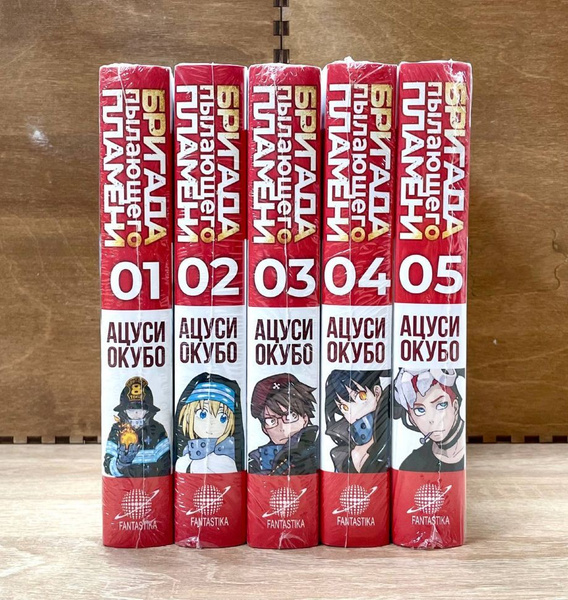 БРИГАДА
ПЫЛАЮЩЕГО
ПЛАМЕНИ
01
АЦУСИ
ОКУБО
8
FANTASTIKA
БРИГАДА
ПЫЛАЮЩЕГО
ПЛАМЕНИ
02
АЦУСИ
ОКУБО
FANTASTIKA
БРИГАДА
ПЫЛАЮЩЕГО
ПЛАМЕНИ
03
АЦУСИ
ОКУБО
FANTASTIKA
БРИГАДА
ПЫЛАЮЩЕГО
ПЛАМЕНИ
04
АЦУСИ
ОКУБО
FANTASTIKA
БРИГАДА
ПЫЛАЮЩЕГО
ПЛАМЕНИ
05
АЦУСИ
ОКУБО
FANTASTIKA